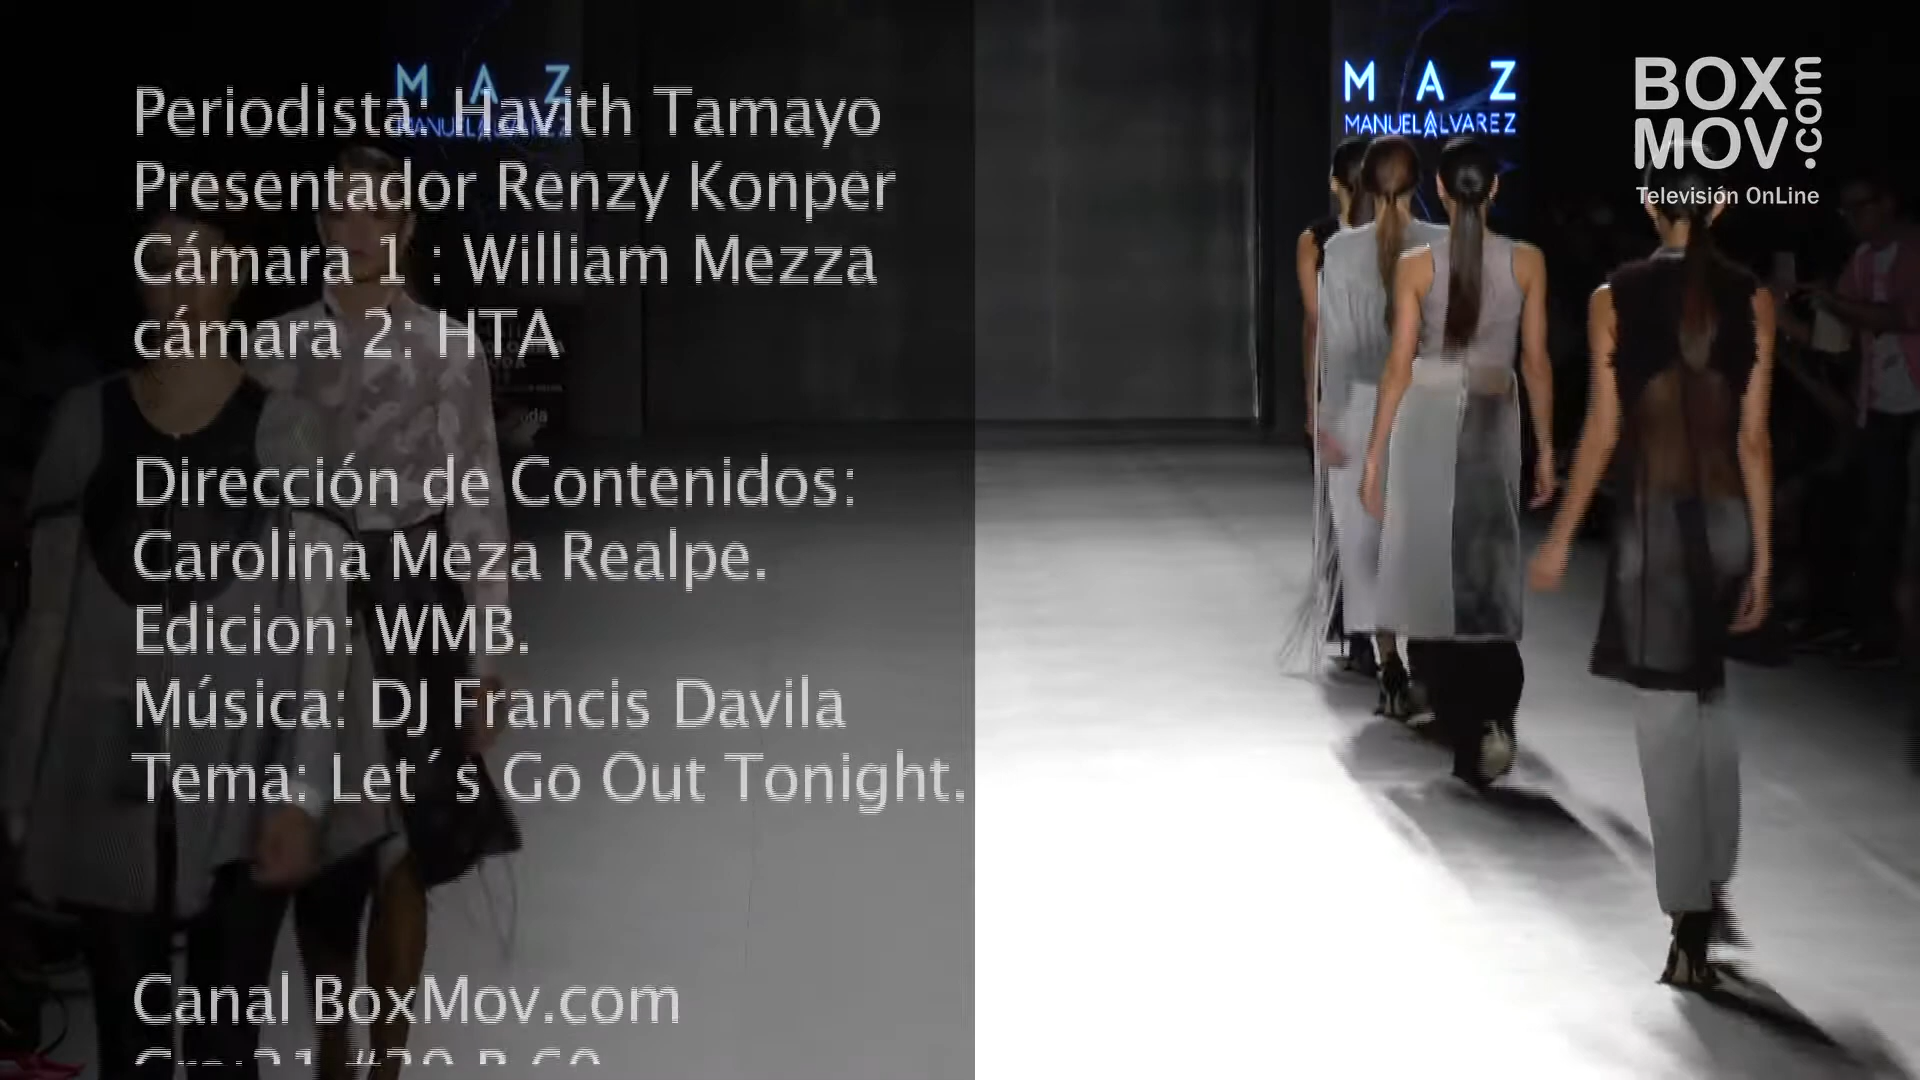 Periodista: Havith Tamayo
Presentador Renzy Konper
Cámara 1 : William Mezza
cámara 2: HTA
Dirección de Contenidos:
Carolina Meza Realpe.
Edicion: WMB.
Música: DJ Francis Davila
Tema: Let´s Go Out Tonight.
Canal BoxMov.com
MAZ
MANUELALVAREZ
MAZ
MANUELALVAREZ
BOX
MOV
.com
Televisión OnLine